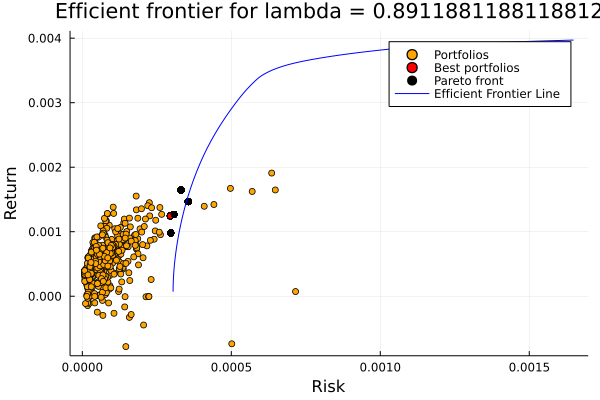 Efficient frontier for lambda = 0.8911881188118812
0.004
0.003
0.002
0.001
0.000
Return
Portfolios
Best portfolios
Pareto front
Efficient Frontier Line
0.0000
0.0005
0.0010
0.0015
Risk